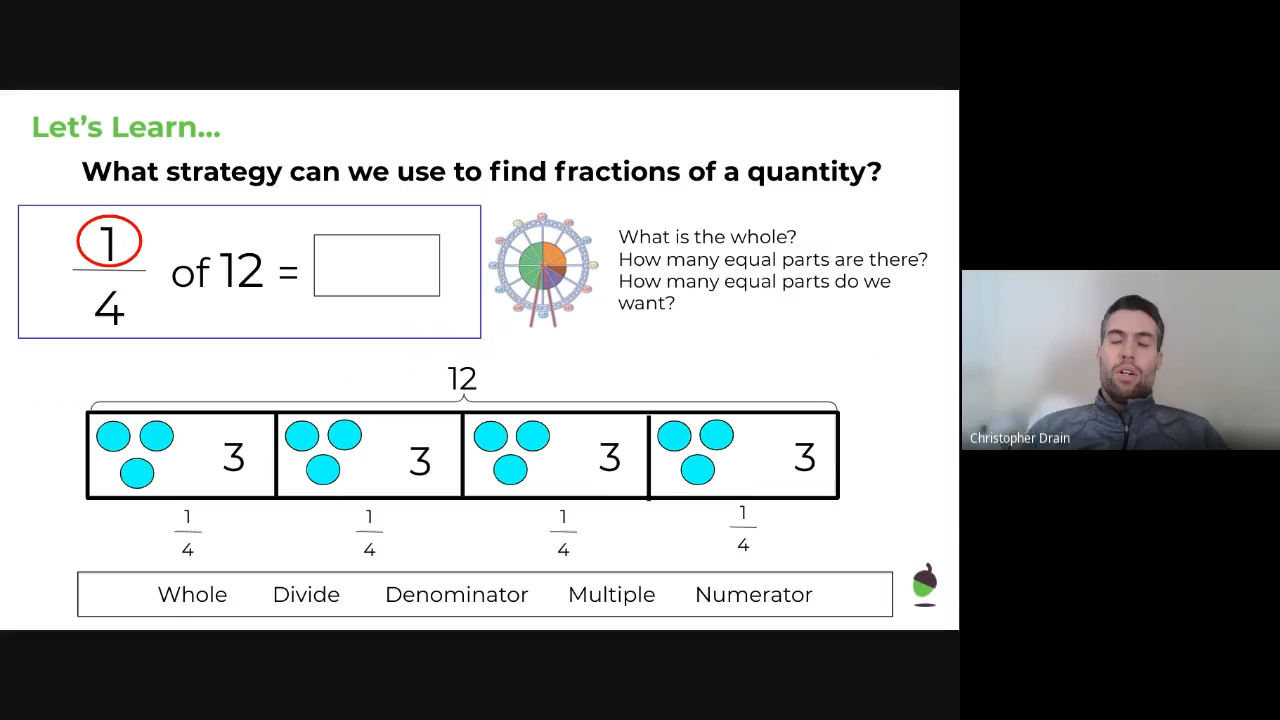 Let's Learn...
What strategy can we use to find fractions of a quantity?
1
4
of 12 =
What is the whole?
How many equal parts are there?
How many equal parts do we
want?
12
3 3 3 3
1 1 1 1
4 4 4 4
Whole Divide Denominator Multiple Numerator
Christopher Drain